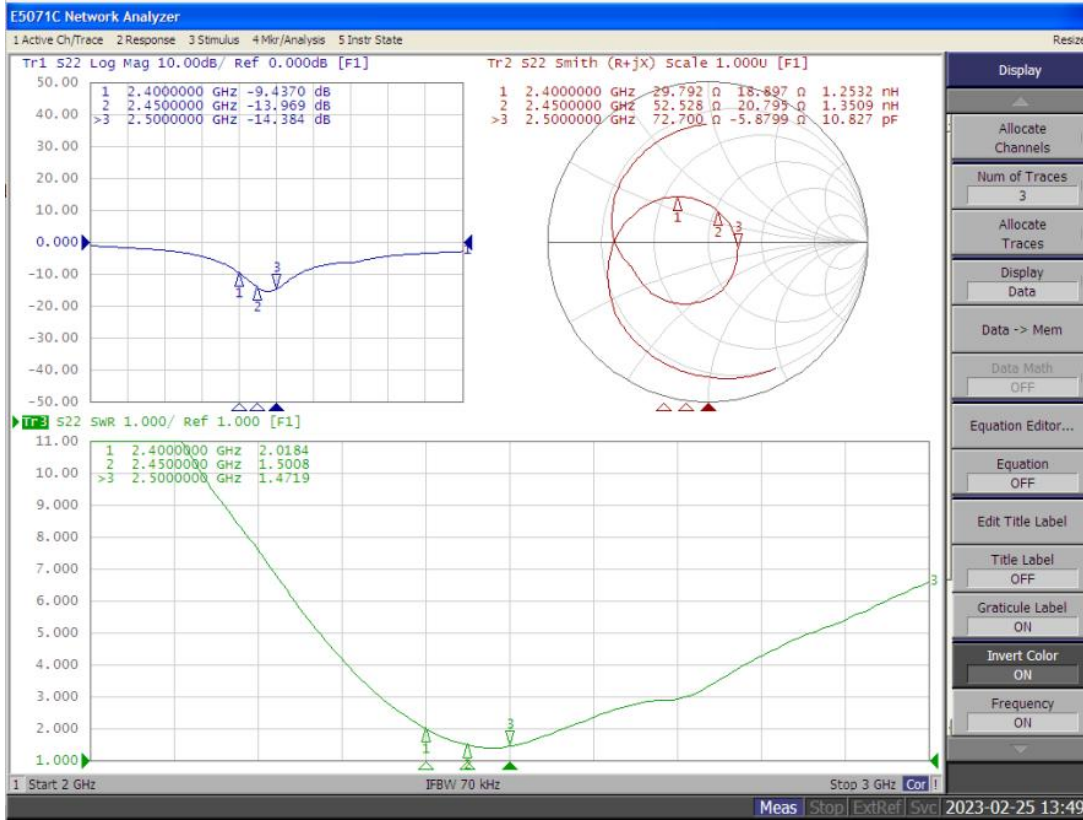 E5071C Network Analyzer
1 Active Ch/Trace 2 Response 3 Stimulus 4 Mkr/Analysis 5 Instr State
Resize
Tr1 S22 Log Mag 10.00dB/ Ref 0.000dB [F1]
50.00
40.00
30.00
20.00
10.00
0.000
-10.00
-20.00
-30.00
-40.00
-50.00
1 2.4000000 GHz -9.4370 dB
2 2.4500000 GHz -13.969 dB
>3 2.5000000 GHz -14.384 dB
1
2
3
1
Tr2 S22 Smith (R+jX) Scale 1.000U [F1]
1 2.4000000 GHz 29.792 Ω 18.897 Ω 1.2532 nH
2 2.4500000 GHz 52.528 Ω 20.795 Ω 1.3509 nH
>3 2.5000000 GHz 72.700 Ω -5.8799 Ω 10.827 pF
1
2
3
Tr3 S22 SWR 1.000/ Ref 1.000 [F1]
11.00
10.00
9.000
8.000
7.000
6.000
5.000
4.000
3.000
2.000
1.000
1 2.4000000 GHz 2.0184
2 2.4500000 GHz 1.5008
>3 2.5000000 GHz 1.4719
1
2
3
3
1 Start 2 GHz
IFBW 70 kHz
Stop 3 GHz Cor !
Meas Stop ExtRef Svc 2023-02-25 13:49
Display
Allocate
Channels
Num of Traces
3
Allocate
Traces
Display
Data
Data -> Mem
Data Math
OFF
Equation Editor...
Equation
OFF
Edit Title Label
Title Label
OFF
Graticule Label
ON
Invert Color
ON
Frequency
ON